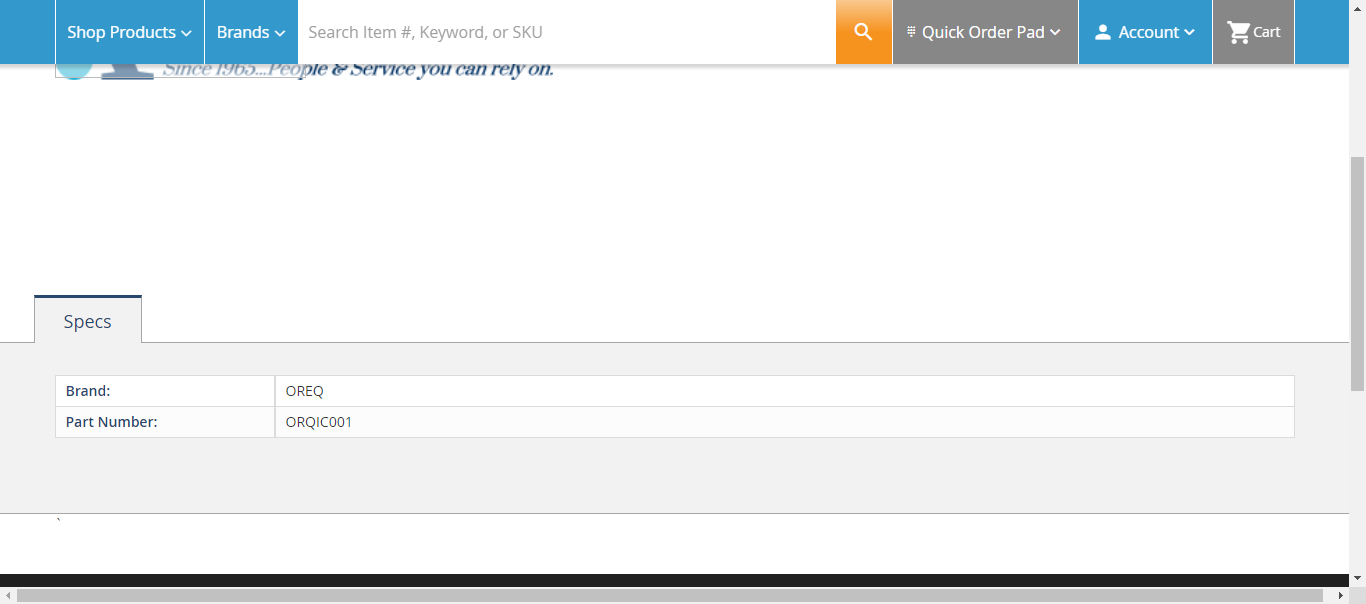 Shop Products
Brands
Search Item #, Keyword, or SKU
Quick Order Pad
Account
Cart
Since 1965...People & Service you can rely on.
Specs
Brand: OREQ
Part Number: ORQIC001
`